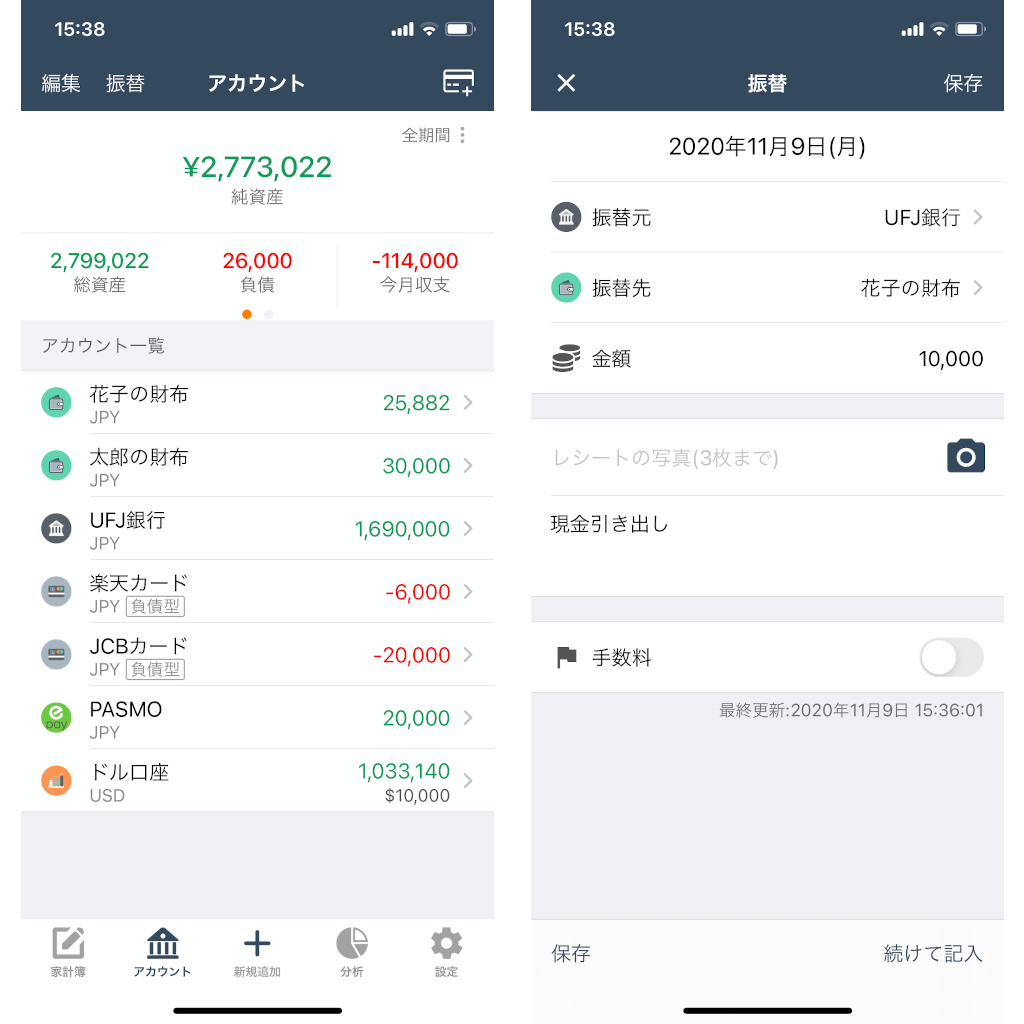 15:38
編集 振替 アカウント
全期間
¥2,773,022
純資産
2,799,022 26,000 -114,000
総資産 負債 今月収支
アカウント一覧
花子の財布
JPY
25,882
太郎の財布
JPY
30,000
UFJ銀行
JPY
1,690,000
楽天カード
JPY 負債型
-6,000
JCBカード
JPY 負債型
-20,000
pay
PASMO
JPY
20,000
ドル口座
USD
1,033,140
$10,000
家計簿 アカウント 新規追加 分析 設定
15:38
振替 保存
2020年11月9日(月)
振替元 UFJ銀行
振替先 花子の財布
金額 10,000
レシートの写真(3枚まで)
現金引き出し
手数料
最終更新:2020年11月9日 15:36:01
保存 続けて記入